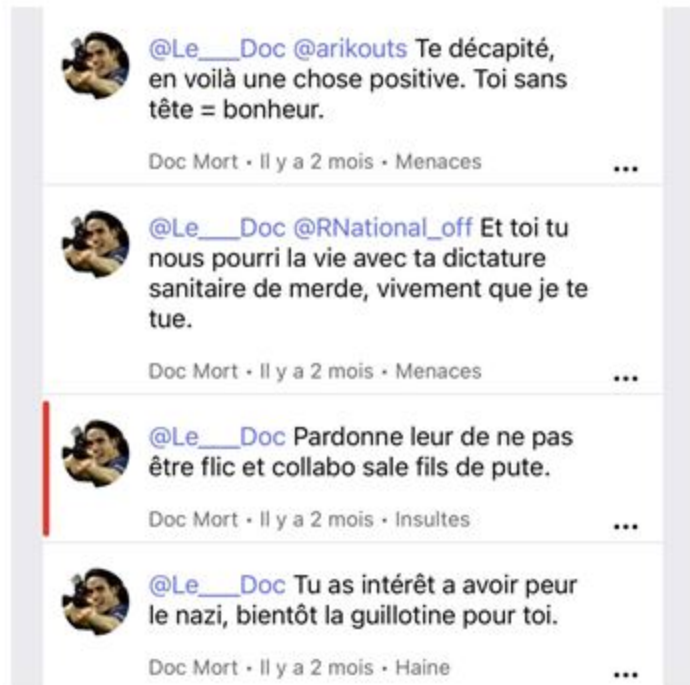 @Le___Doc @arikouts Te décapité,
en voilà une chose positive. Toi sans
tête = bonheur.
Doc Mort • Il y a 2 mois • Menaces
...
@Le___Doc @RNational_off Et toi tu
nous pourri la vie avec ta dictature
sanitaire de merde, vivement que je te
tue.
Doc Mort • Il y a 2 mois • Menaces
...
@Le___Doc Pardonne leur de ne pas
être flic et collabo sale fils de pute.
Doc Mort • Il y a 2 mois • Insultes
...
@Le___Doc Tu as intérêt a avoir peur
le nazi, bientôt la guillotine pour toi.
Doc Mort • Il y a 2 mois • Haine
...